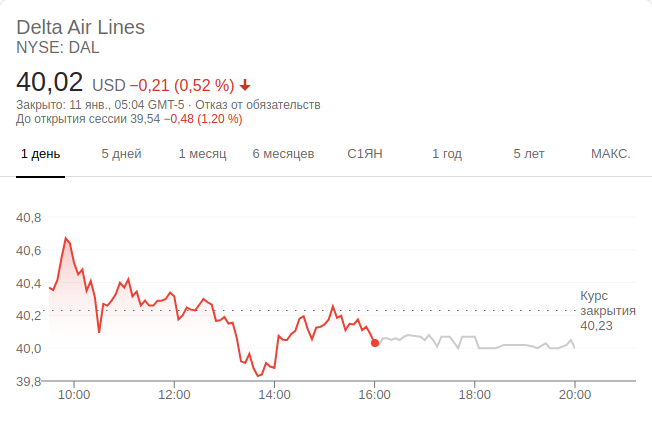 Delta Air Lines
NYSE: DAL
40,02 USD −0,21 (0,52 %)
Закрыто: 11 янв., 05:04 GMT-5 · Отказ от обязательств
До открытия сессии 39,54 −0,48 (1,20 %)
1 день 5 дней 1 месяц 6 месяцев С1ЯН 1 год 5 лет МАКС.
40,8
40,6
40,4
40,2
40,0
39,8
Курс
закрытия
40,23
10:00 12:00 14:00 16:00 18:00 20:00